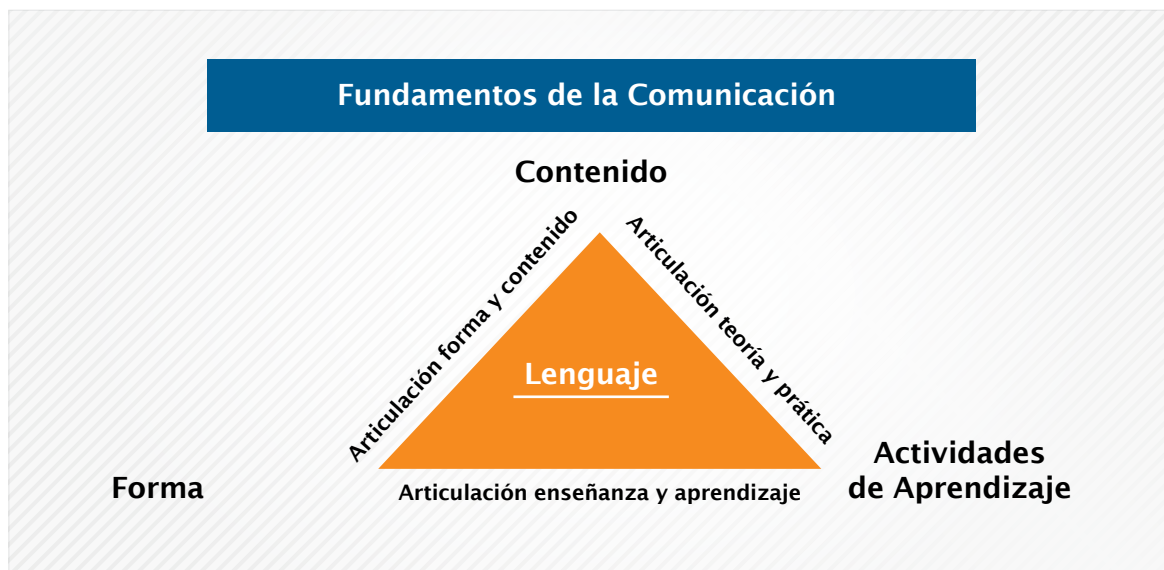 Fundamentos de la Comunicación
Contenido
Articulación forma y contenido
Articulación teoría y prática
Lenguaje
Forma
Articulación enseñanza y aprendizaje
Actividades
de Aprendizaje